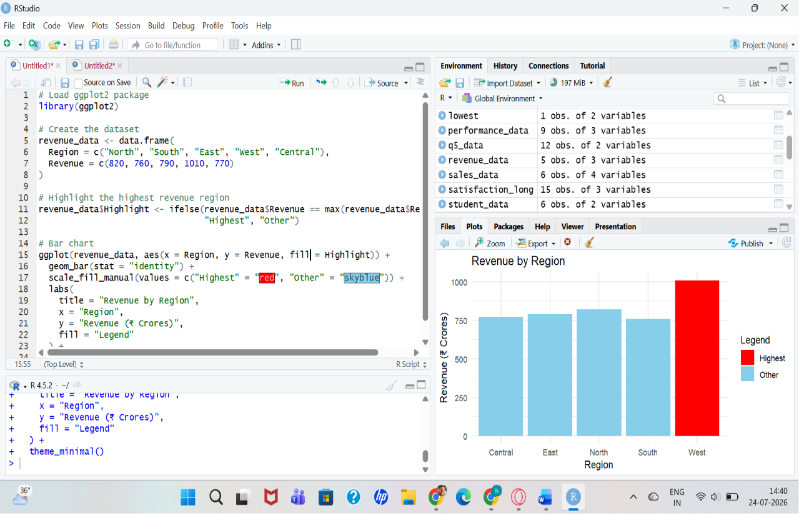 RStudio
File Edit Code View Plots Session Build Debug Profile Tools Help
Go to file/function Addins Project: (None)
Untitled1* Untitled2*
Source on Save Run Source
1 # Load ggplot2 package
2 library(ggplot2)
3
4 # Create the dataset
5 revenue_data <- data.frame(
6 Region = c("North", "South", "East", "West", "Central"),
7 Revenue = c(820, 760, 790, 1010, 770)
8 )
9
10 # Highlight the highest revenue region
11 revenue_data$Highlight <- ifelse(revenue_data$Revenue == max(revenue_data$Re
12 "Highest", "Other")
13
14 # Bar chart
15 ggplot(revenue_data, aes(x = Region, y = Revenue, fill = Highlight)) +
16 geom_bar(stat = "identity") +
17 scale_fill_manual(values = c("Highest" = "red", "Other" = "skyblue")) +
18 labs(
19 title = "Revenue by Region",
20 x = "Region",
21 y = "Revenue (₹ Crores)",
22 fill = "Legend"
23 ) +
24
15:55 (Top Level) R Script
R 4.5.2 · ~/
+ title = "Revenue by Region",
+ x = "Region",
+ y = "Revenue (₹ Crores)",
+ fill = "Legend"
+ ) +
+ theme_minimal()
>
Environment History Connections Tutorial
Import Dataset 197 MiB List
R Global Environment
lowest 1 obs. of 2 variables
performance_data 9 obs. of 3 variables
q5_data 12 obs. of 2 variables
revenue_data 5 obs. of 3 variables
sales_data 6 obs. of 4 variables
satisfaction_long 15 obs. of 3 variables
student_data 6 obs. of 2 variables
Files Plots Packages Help Viewer Presentation
Zoom Export Publish
Revenue by Region
Revenue (₹ Crores)
1000
750
500
250
0
Central East North South West
Region
Legend
Highest
Other
36°
ENG
IN
14:40
24-07-2026